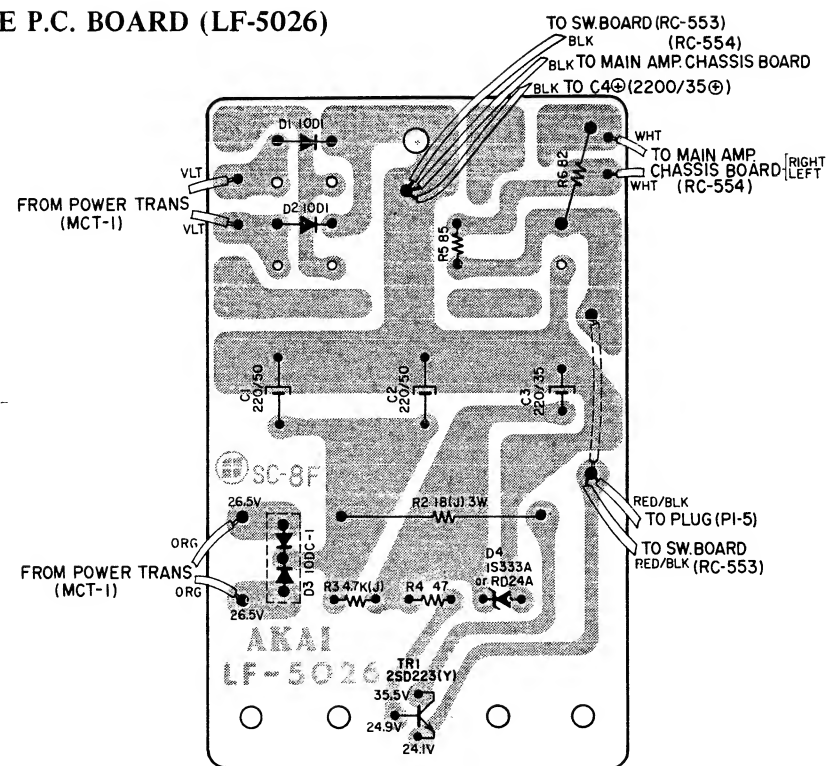 E P.C. BOARD (LF-5026)
TO SW.BOARD (RC-553)
BLK (RC-554)
BLK TO MAIN AMP. CHASSIS BOARD
BLK TO C4⊕(2200/35⊕)
D1 10D1
WHT
TO MAIN AMP.
CHASSIS BOARD
RIGHT
LEFT
WHT (RC-554)
R6 82
VLT
FROM POWER TRANS
(MCT-1)
VLT
D2 10D1
R5 85
C1
220/50
C2
220/50
C3
220/35
SC-8F
26.5V
R2 18(J) 3W
RED/BLK
TO PLUG (PI-5)
ORG
TO SW.BOARD
RED/BLK (RC-553)
FROM POWER TRANS
(MCT-1)
ORG
D3 10DC-1
D4
1S333A
or RD24A
R3 4.7K(J)
R4 47
26.5V
AKAI
LF-5026
TR1
2SD223(Y)
35.5V
24.9V
24.1V